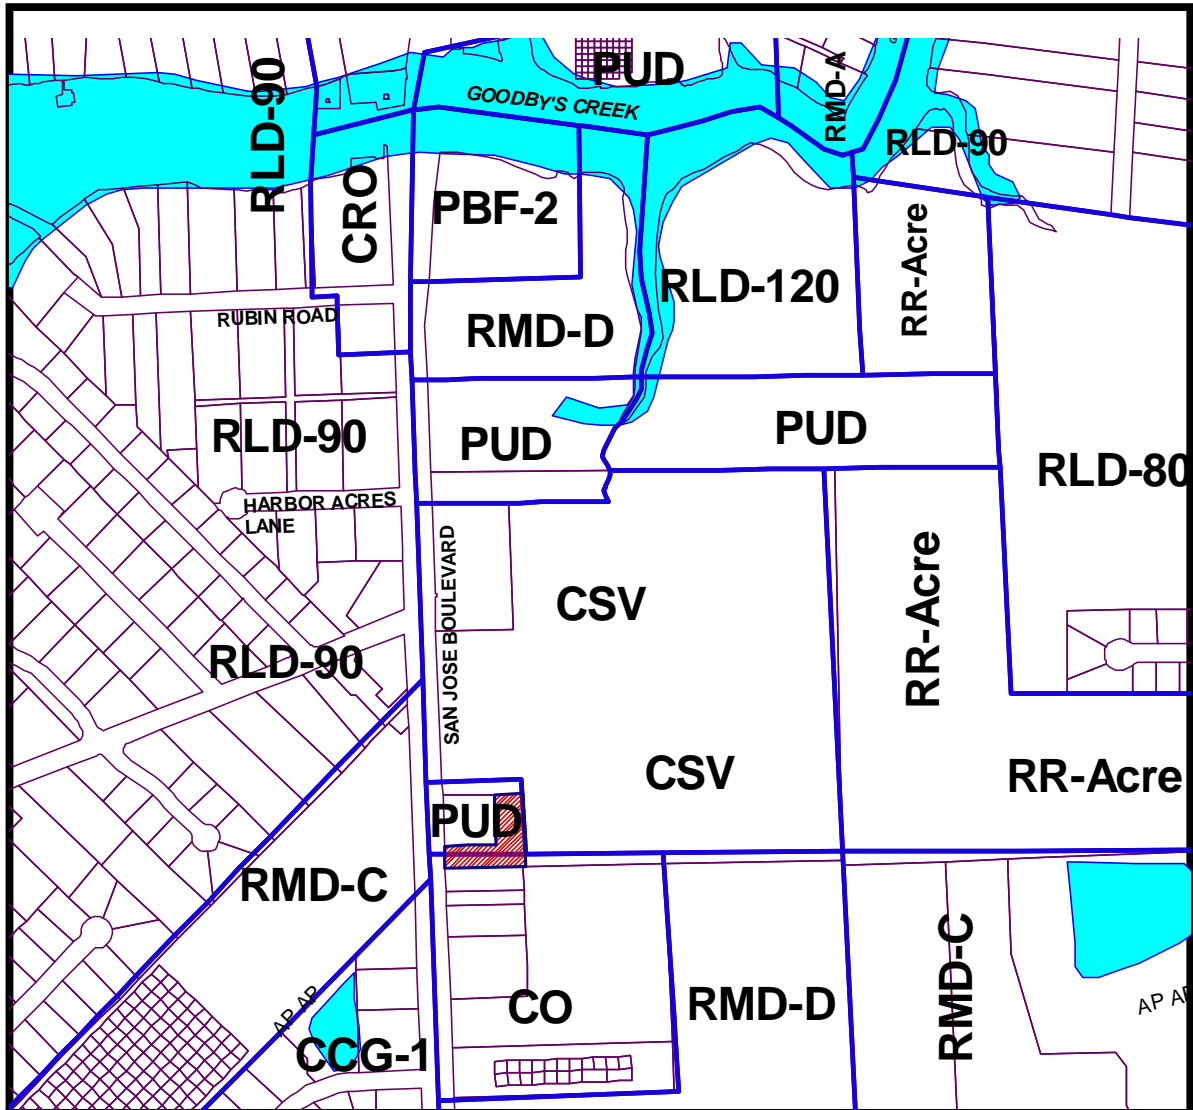 PUD
RLD-90
GOODBY'S CREEK
RMD-A
RLD-90
CRO
PBF-2
RLD-120
RR-Acre
RUBIN ROAD
RMD-D
RLD-90
PUD
PUD
RLD-80
HARBOR ACRES
LANE
SAN JOSE BOULEVARD
CSV
RR-Acre
RLD-90
CSV
RR-Acre
PUD
RMD-C
RMD-C
AP AP
CO
RMD-D
AP AP
CCG-1